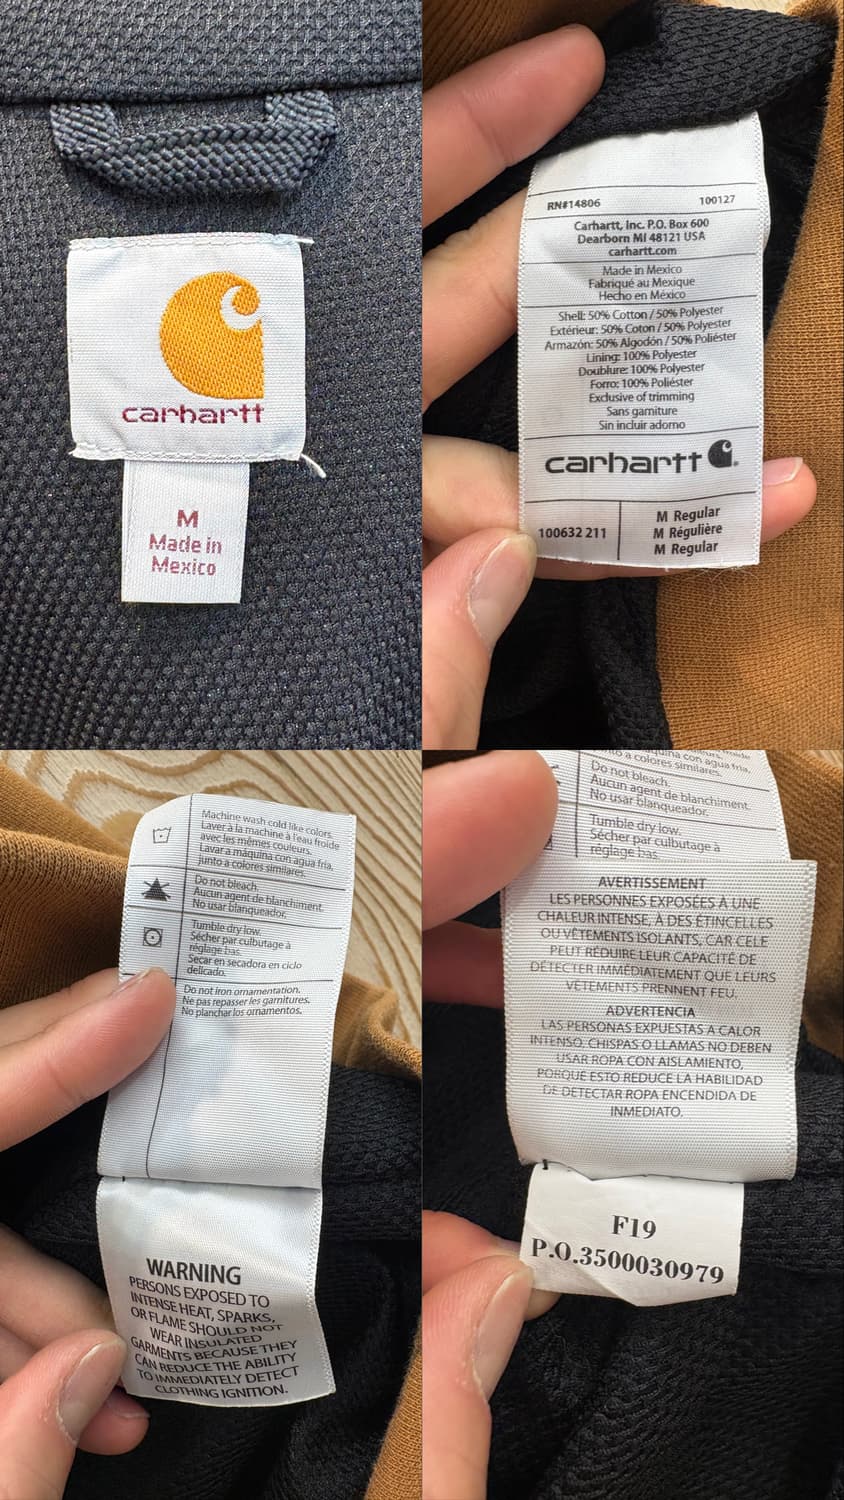 carhartt
M
Made in
Mexico
RN#14806 100127
Carhartt, Inc. P.O. Box 600
Dearborn MI 48121 USA
carhartt.com
Made in Mexico
Fabriqué au Mexique
Hecho en México
Shell: 50% Cotton / 50% Polyester
Extérieur: 50% Coton / 50% Polyester
Armazón: 50% Algodón / 50% Poliéster
Lining: 100% Polyester
Doublure: 100% Polyester
Forro: 100% Poliéster
Exclusive of trimming
Sans garniture
Sin incluir adorno
carhartt
100632 211
M Regular
M Régulière
M Regular
Machine wash cold like colors.
Laver à la machine à l'eau froide
avec les mêmes couleurs.
Lavar a máquina con agua fria,
junto a colores similares.
Do not bleach.
Aucun agent de blanchiment.
No usar blanqueador.
Tumble dry low.
Sécher par culbutage à
réglage bas.
Secar en secadora en ciclo
delicado.
Do not iron ornamentation.
Ne pas repasser les garnitures.
No planchar los ornamentos.
WARNING
PERSONS EXPOSED TO
INTENSE HEAT, SPARKS,
OR FLAME SHOULD NOT
WEAR INSULATED
GARMENTS BECAUSE THEY
CAN REDUCE THE ABILITY
TO IMMEDIATELY DETECT
CLOTHING IGNITION.
máquina con agua fria,
junto a colores similares.
Do not bleach.
Aucun agent de blanchiment.
No usar blanqueador.
Tumble dry low.
Sécher par culbutage à
réglage bas.
AVERTISSEMENT
LES PERSONNES EXPOSÉES À UNE
CHALEUR INTENSE, À DES ÉTINCELLES
OU VÊTEMENTS ISOLANTS, CAR CELE
PEUT RÉDUIRE LEUR CAPACITÉ DE
DÉTECTER IMMÉDIATEMENT QUE LEURS
VÊTEMENTS PRENNENT FEU.
ADVERTENCIA
LAS PERSONAS EXPUESTAS A CALOR
INTENSO, CHISPAS O LLAMAS NO DEBEN
USAR ROPA CON AISLAMIENTO,
PORQUE ESTO REDUCE LA HABILIDAD
DE DETECTAR ROPA ENCENDIDA DE
INMEDIATO.
F19
P.O.3500030979